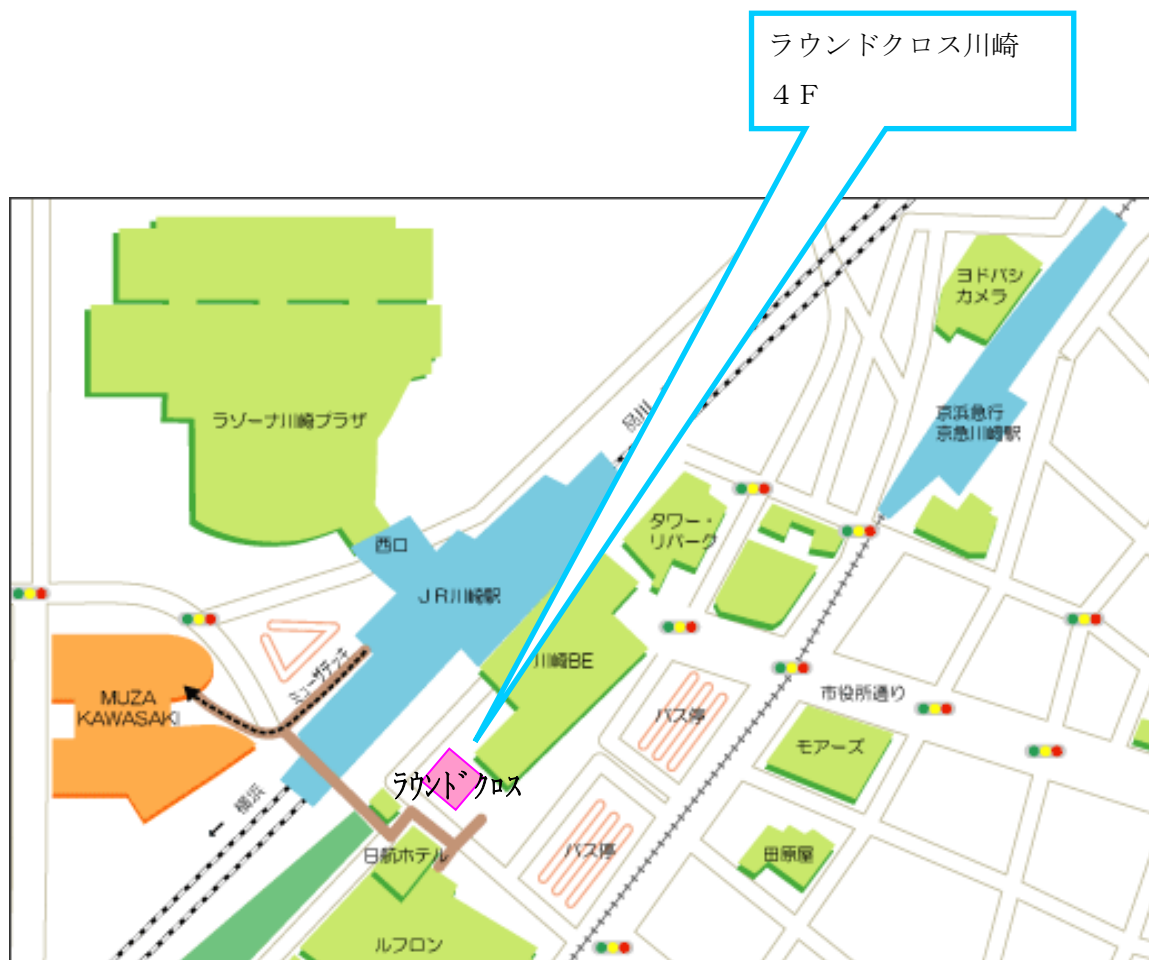 ラウンドクロス川崎
４Ｆ
ヨドバシ
カメラ
京浜急行
京急川崎駅
ラゾーナ川崎プラザ
品川
タワー・
リバーク
西口
ＪＲ川崎駅
川崎BE
ミューザデッキ
MUZA
KAWASAKI
バス停
市役所通り
モアーズ
ラウンドクロス
← 横浜
日航ホテル
バス停
田原屋
ルフロン